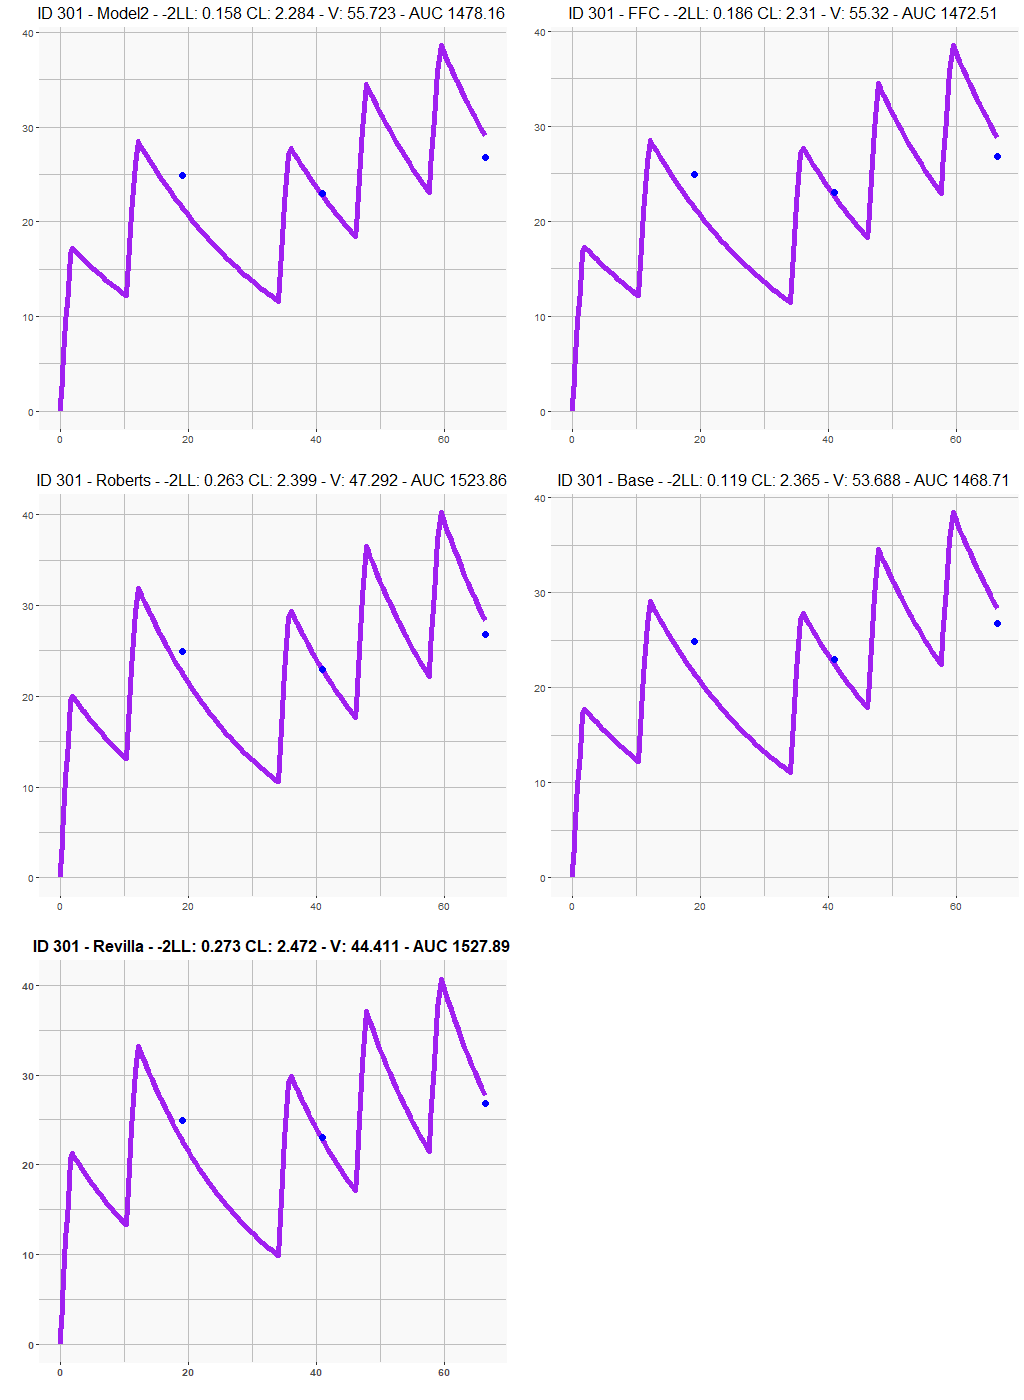 ID 301 - Model2 - -2LL: 0.158 CL: 2.284 - V: 55.723 - AUC 1478.16
40
30
20
10
0
0 20 40 60
ID 301 - FFC - -2LL: 0.186 CL: 2.31 - V: 55.32 - AUC 1472.51
40
30
20
10
0
0 20 40 60
ID 301 - Roberts - -2LL: 0.263 CL: 2.399 - V: 47.292 - AUC 1523.86
40
30
20
10
0
0 20 40 60
ID 301 - Base - -2LL: 0.119 CL: 2.365 - V: 53.688 - AUC 1468.71
40
30
20
10
0
0 20 40 60
ID 301 - Revilla - -2LL: 0.273 CL: 2.472 - V: 44.411 - AUC 1527.89
40
30
20
10
0
0 20 40 60